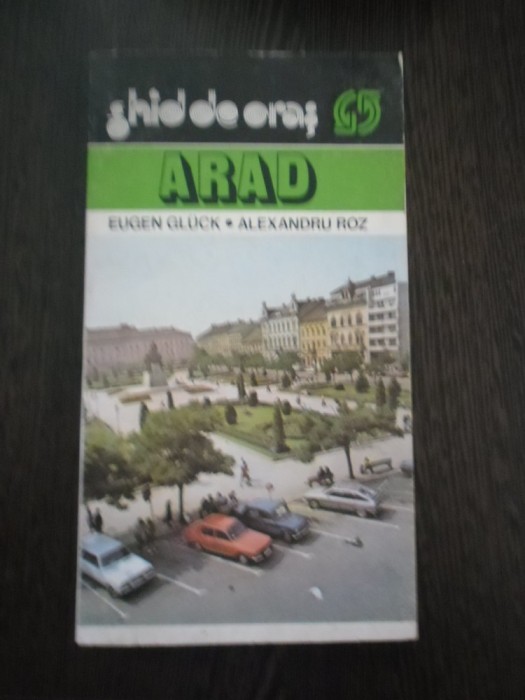 ghid de oraș
ARAD
EUGEN GLÜCK • ALEXANDRU ROZ